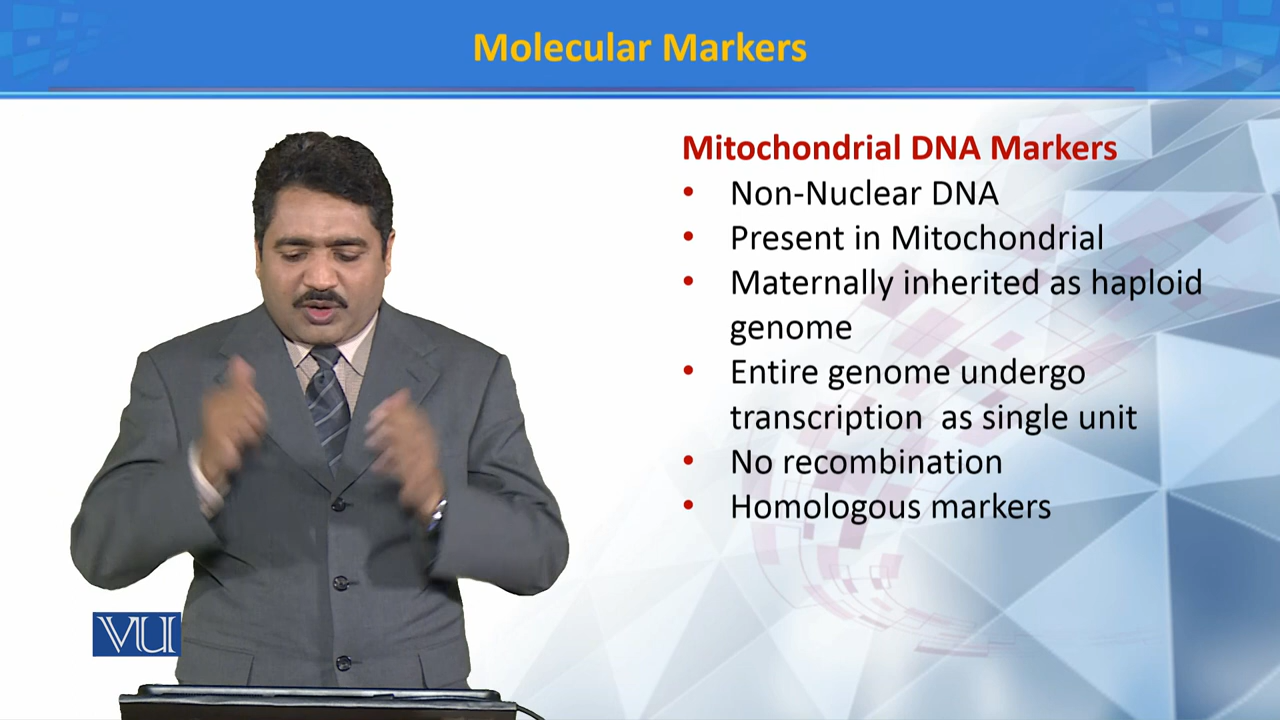 Molecular Markers
Mitochondrial DNA Markers
• Non-Nuclear DNA
• Present in Mitochondrial
• Maternally inherited as haploid
genome
• Entire genome undergo
transcription as single unit
• No recombination
• Homologous markers
VU